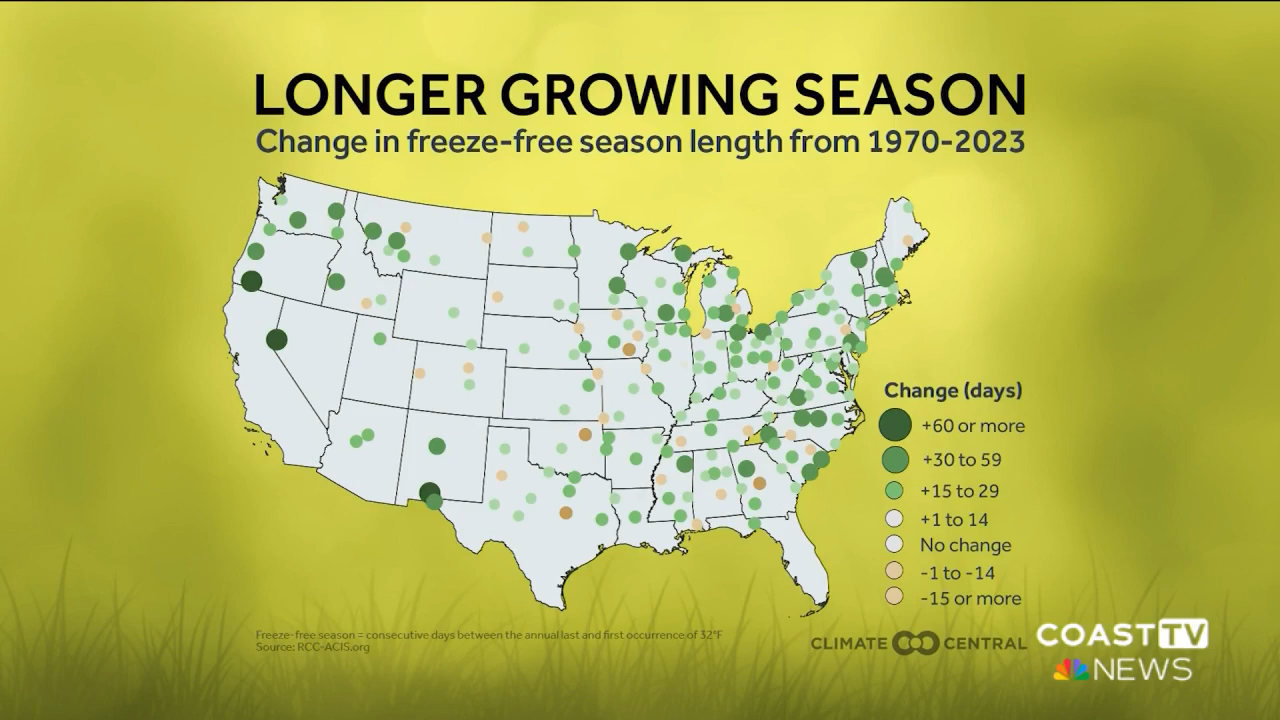 LONGER GROWING SEASON
Change in freeze-free season length from 1970-2023
Change (days)
+60 or more
+30 to 59
+15 to 29
+1 to 14
No change
-1 to -14
-15 or more
Freeze-free season = consecutive days between the annual last and first occurrence of 32°F
Source: RCC-ACIS.org
CLIMATE CENTRAL
COAST TV
NEWS